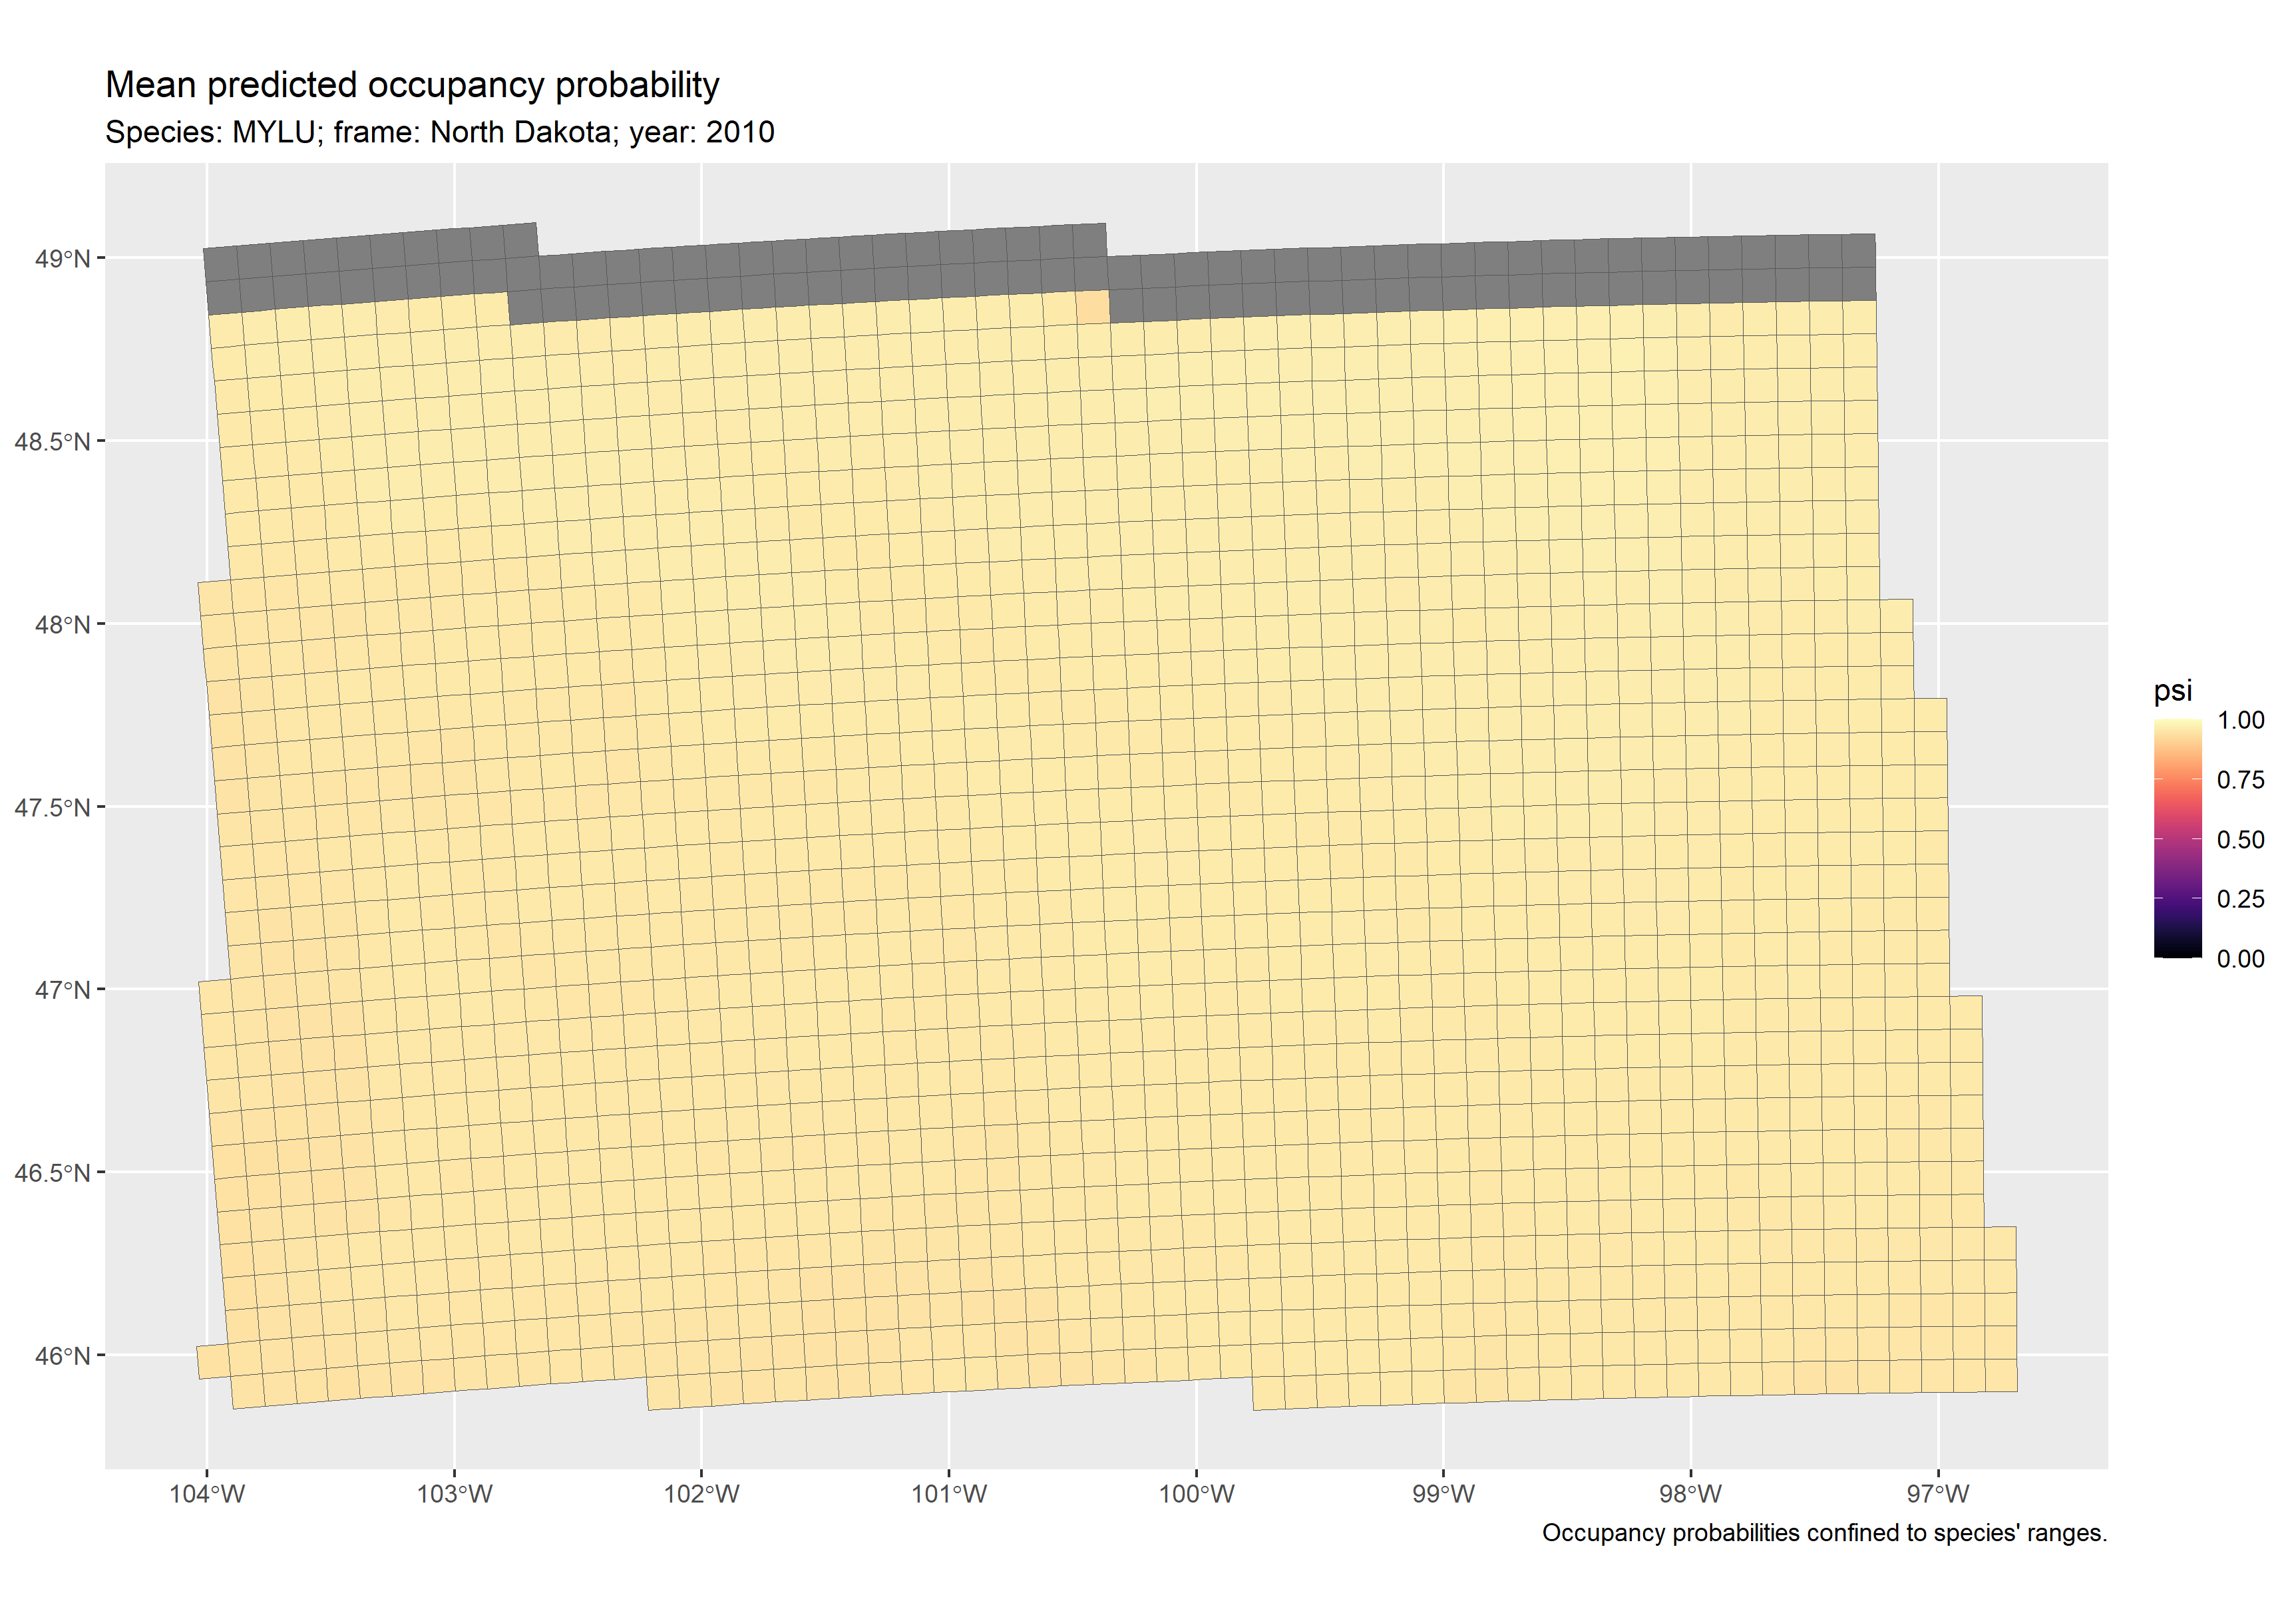 Mean predicted occupancy probability
Species: MYLU; frame: North Dakota; year: 2010
49°N
48.5°N
48°N
47.5°N
47°N
46.5°N
46°N
104°W
103°W
102°W
101°W
100°W
99°W
98°W
97°W
psi
1.00
0.75
0.50
0.25
0.00
Occupancy probabilities confined to species' ranges.